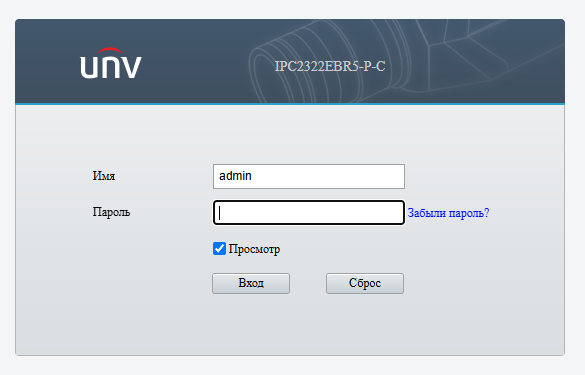 unv
IPC2322EBR5-P-C
Имя
admin
Пароль
Забыли пароль?
Просмотр
Вход
Сброс